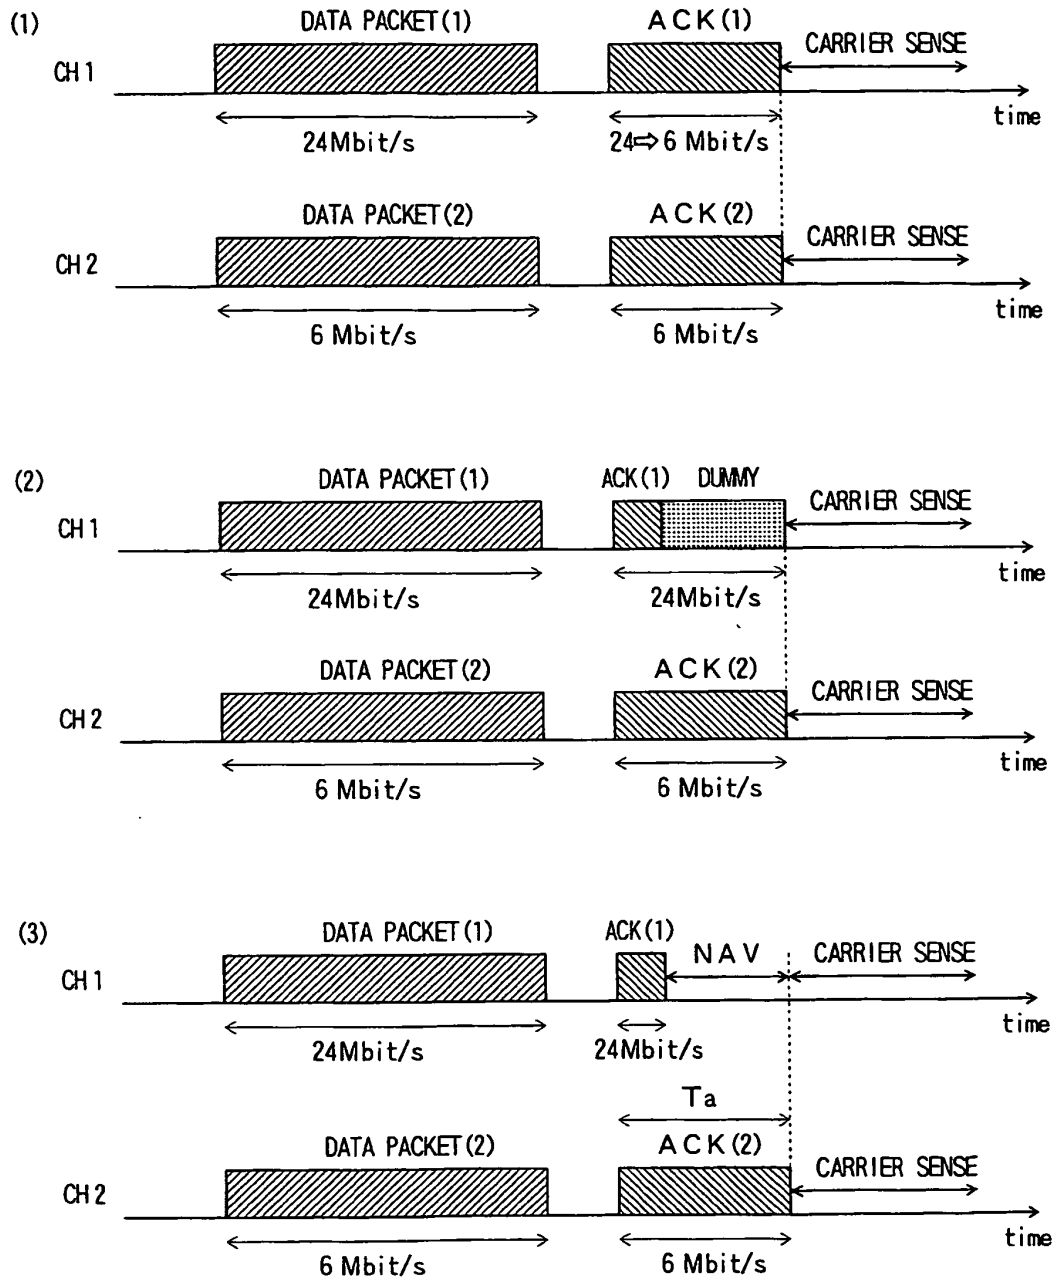 (1)
DATA PACKET(1) ACK(1)
CARRIER SENSE
CH1
time
24Mbit/s 24⇨6 Mbit/s
DATA PACKET(2) ACK(2)
CARRIER SENSE
CH2
time
6 Mbit/s 6 Mbit/s
(2)
DATA PACKET(1) ACK(1) DUMMY
CARRIER SENSE
CH1
time
24Mbit/s 24Mbit/s
DATA PACKET(2) ACK(2)
CARRIER SENSE
CH2
time
6 Mbit/s 6 Mbit/s
(3)
DATA PACKET(1) ACK(1)
NAV CARRIER SENSE
CH1
time
24Mbit/s 24Mbit/s
Ta
DATA PACKET(2) ACK(2)
CARRIER SENSE
CH2
time
6 Mbit/s 6 Mbit/s